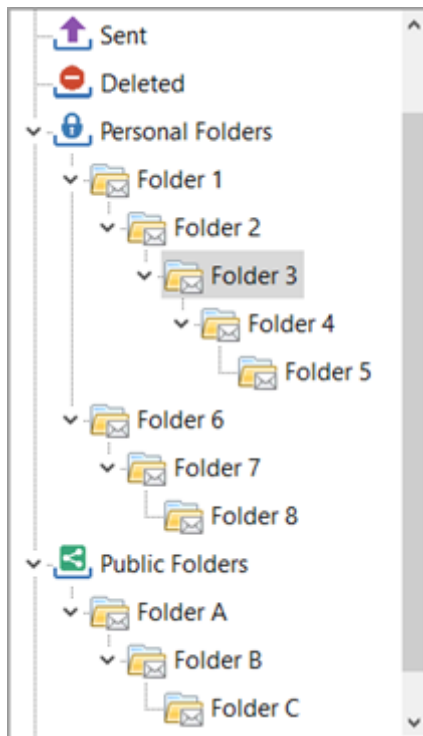 Sent
Deleted
Personal Folders
Folder 1
Folder 2
Folder 3
Folder 4
Folder 5
Folder 6
Folder 7
Folder 8
Public Folders
Folder A
Folder B
Folder C